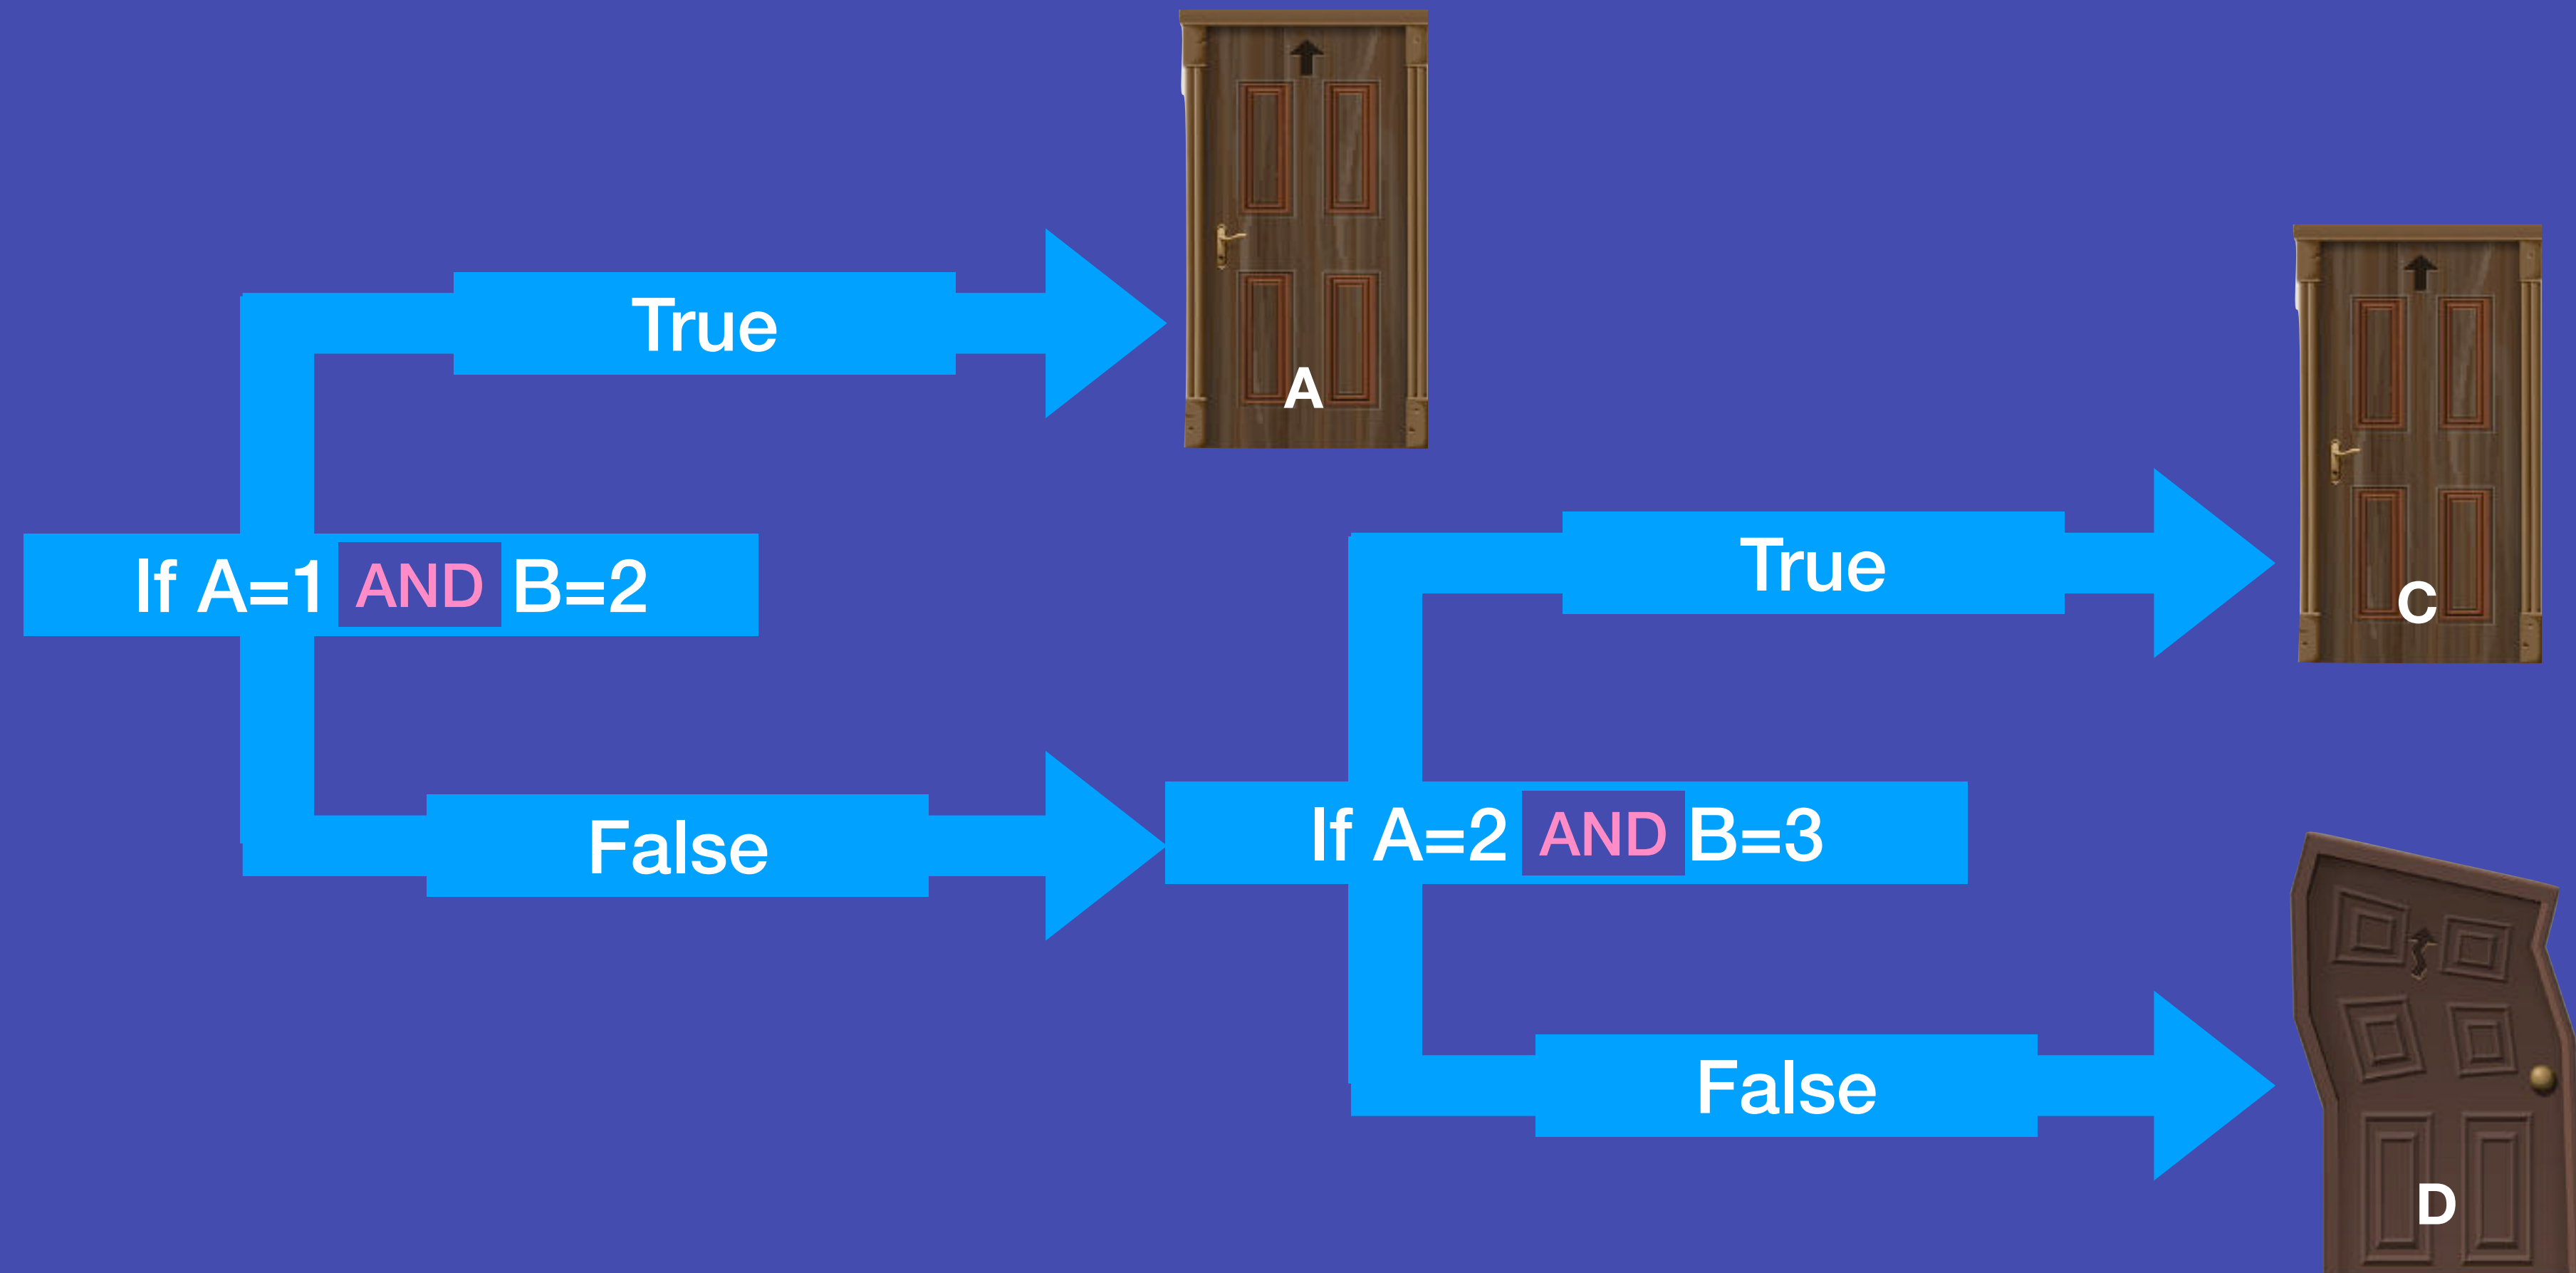 A
True
C
If A=1 AND B=2
True
False
If A=2 AND B=3
False
D